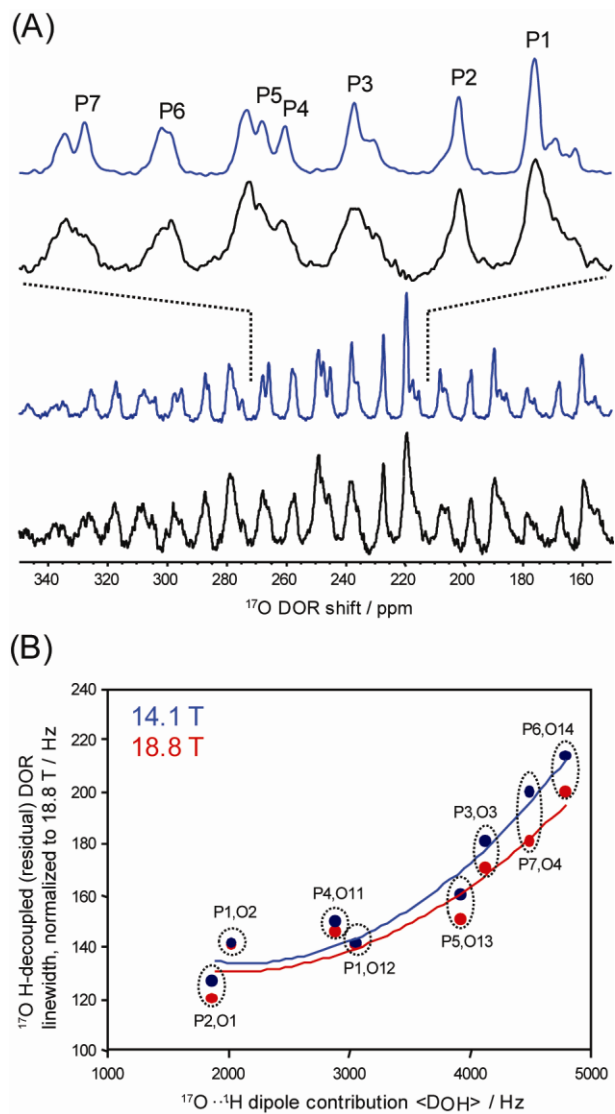 (A)
P7
P6
P5
P4
P3
P2
P1
340 320 300 280 260 240 220 200 180 160
¹⁷O DOR shift / ppm
(B)
¹⁷O H-decoupled (residual) DOR
linewidth, normalized to 18.8 T / Hz
240
220
200
180
160
140
120
100
14.1 T
18.8 T
P6,O14
P3,O3
P7,O4
P4,O11
P1,O2
P5,O13
P1,O12
P2,O1
1000 2000 3000 4000 5000
¹⁷O ··¹H dipole contribution <DOH> / Hz